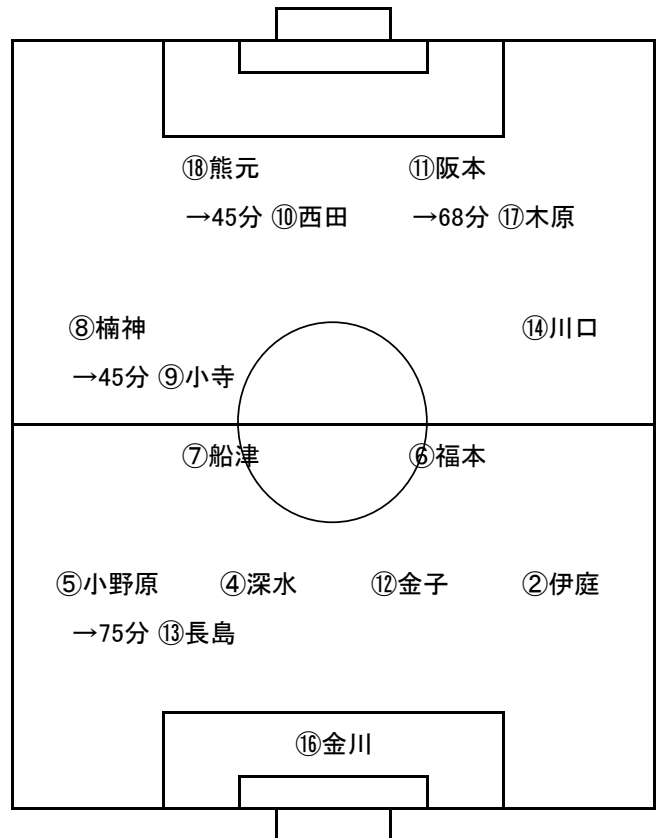 ⑱熊元 ⑪阪本
→45分 ⑩西田 →68分 ⑰木原
⑧楠神 ⑭川口
→45分 ⑨小寺
⑦船津 ⑥福本
⑤小野原 ④深水 ⑫金子 ②伊庭
→75分 ⑬長島
⑯金川